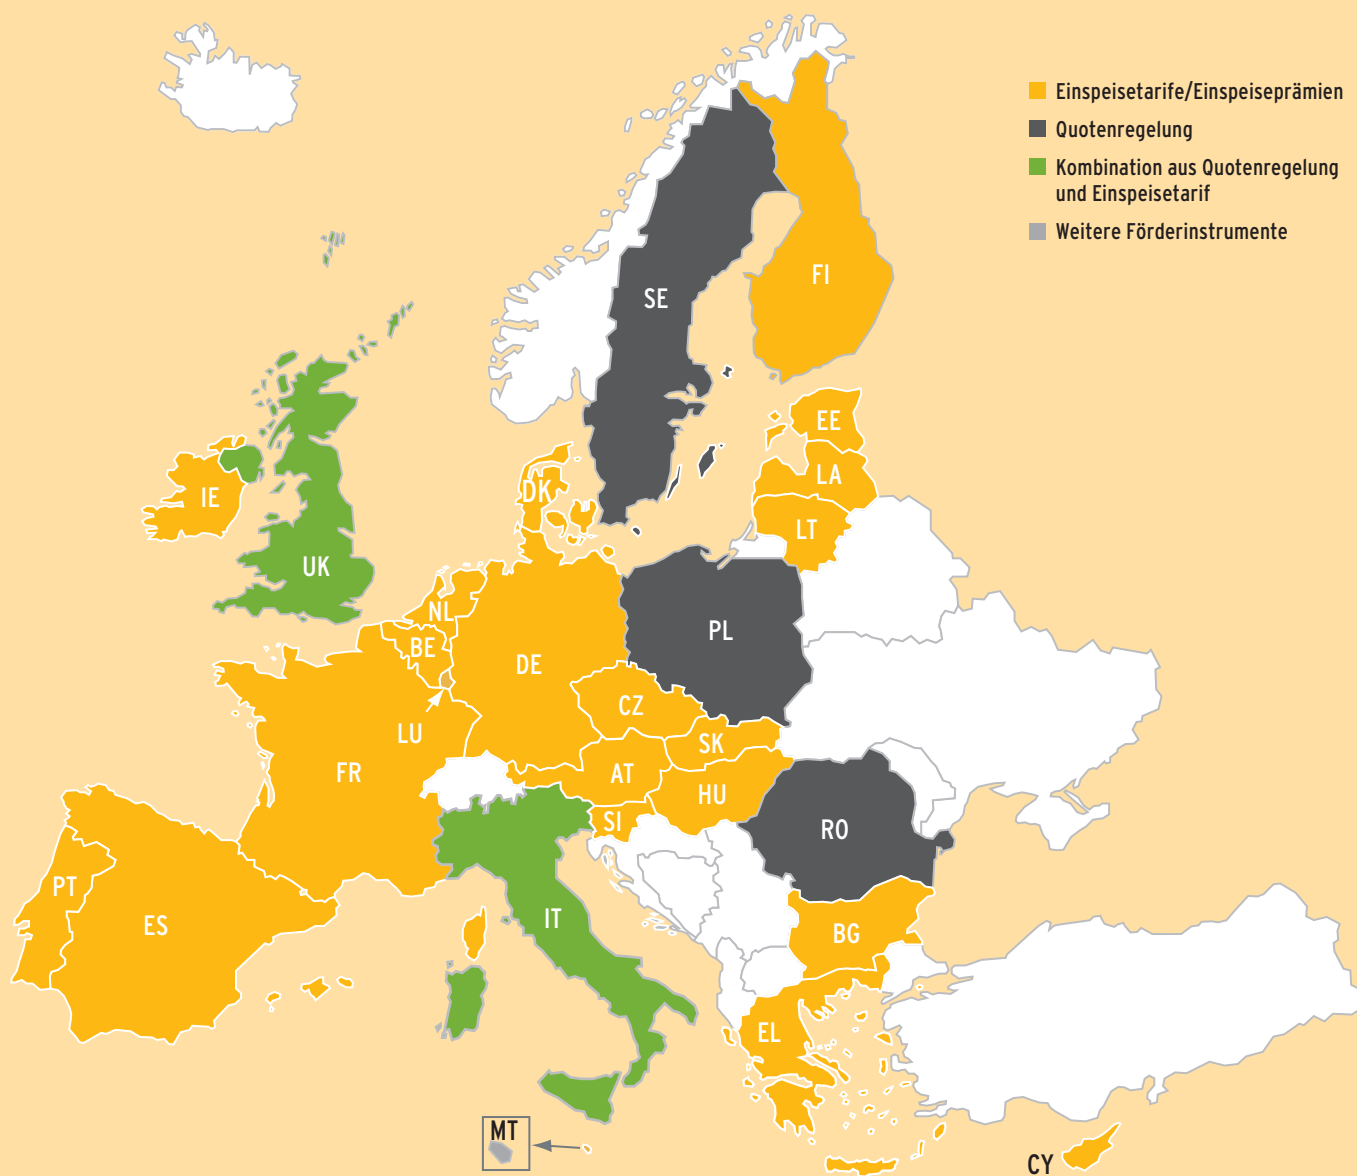 Einspeisetarife/Einspeiseprämien
Quotenregelung
Kombination aus Quotenregelung
und Einspeisetarif
Weitere Förderinstrumente
FI
SE
EE
LA
DK
IE
LT
UK
NL
PL
BE
DE
CZ
LU
SK
FR
AT
HU
SI
RO
PT
ES
IT
BG
EL
MT
CY